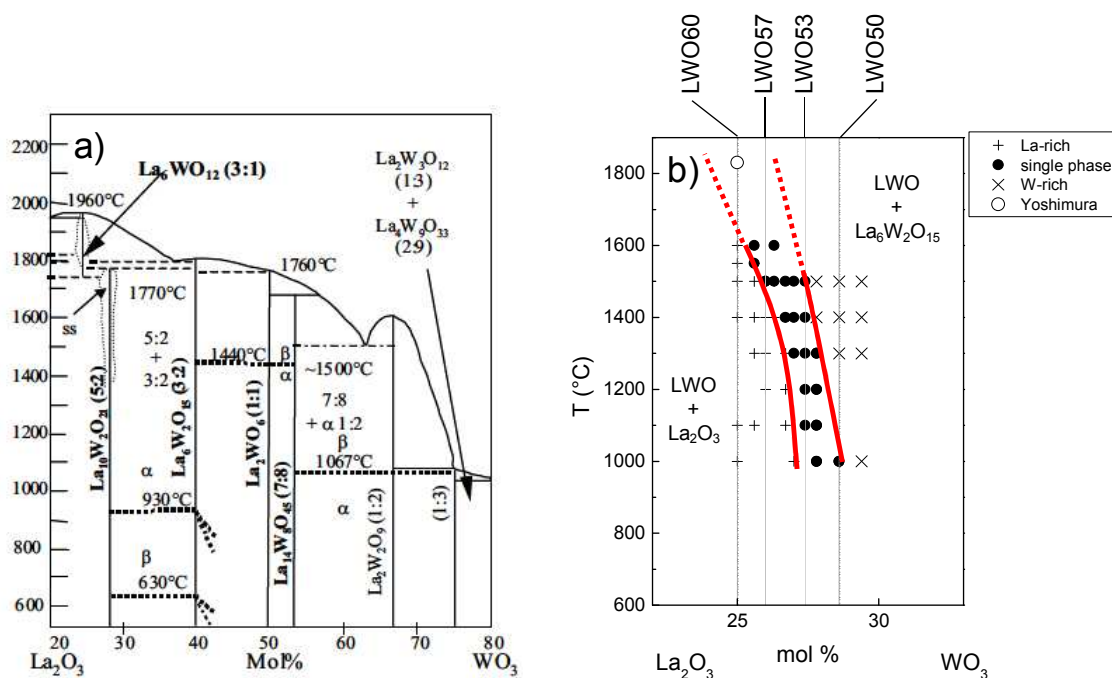 a)
2200
2000
1800
1600
1400
1200
1000
800
600
20
30
40
50
60
70
80
La₂O₃
Mol%
WO₃
La₆WO₁₂ (3:1)
1960°C
ss
1770°C
5:2
+
3:2
La₁₀W₂O₂₁ (5:2)
α
930°C
β
630°C
La₆W₂O₁₅ (3:2)
1440°C
La₂WO₆ (1:1)
β
α
1760°C
La₁₄W₈O₄₅ (7:8)
~1500°C
7:8
+ α 1:2
β
1067°C
α
La₂W₂O₉ (1:2)
(1:3)
La₂W₃O₁₂
(1:3)
+
La₄W₉O₃₃
(2:9)
b)
LWO60
LWO57
LWO53
LWO50
T (°C)
1800
1600
1400
1200
1000
800
600
25
30
La₂O₃
mol %
WO₃
LWO
+
La₂O₃
LWO
+
La₆W₂O₁₅
La-rich
single phase
W-rich
Yoshimura